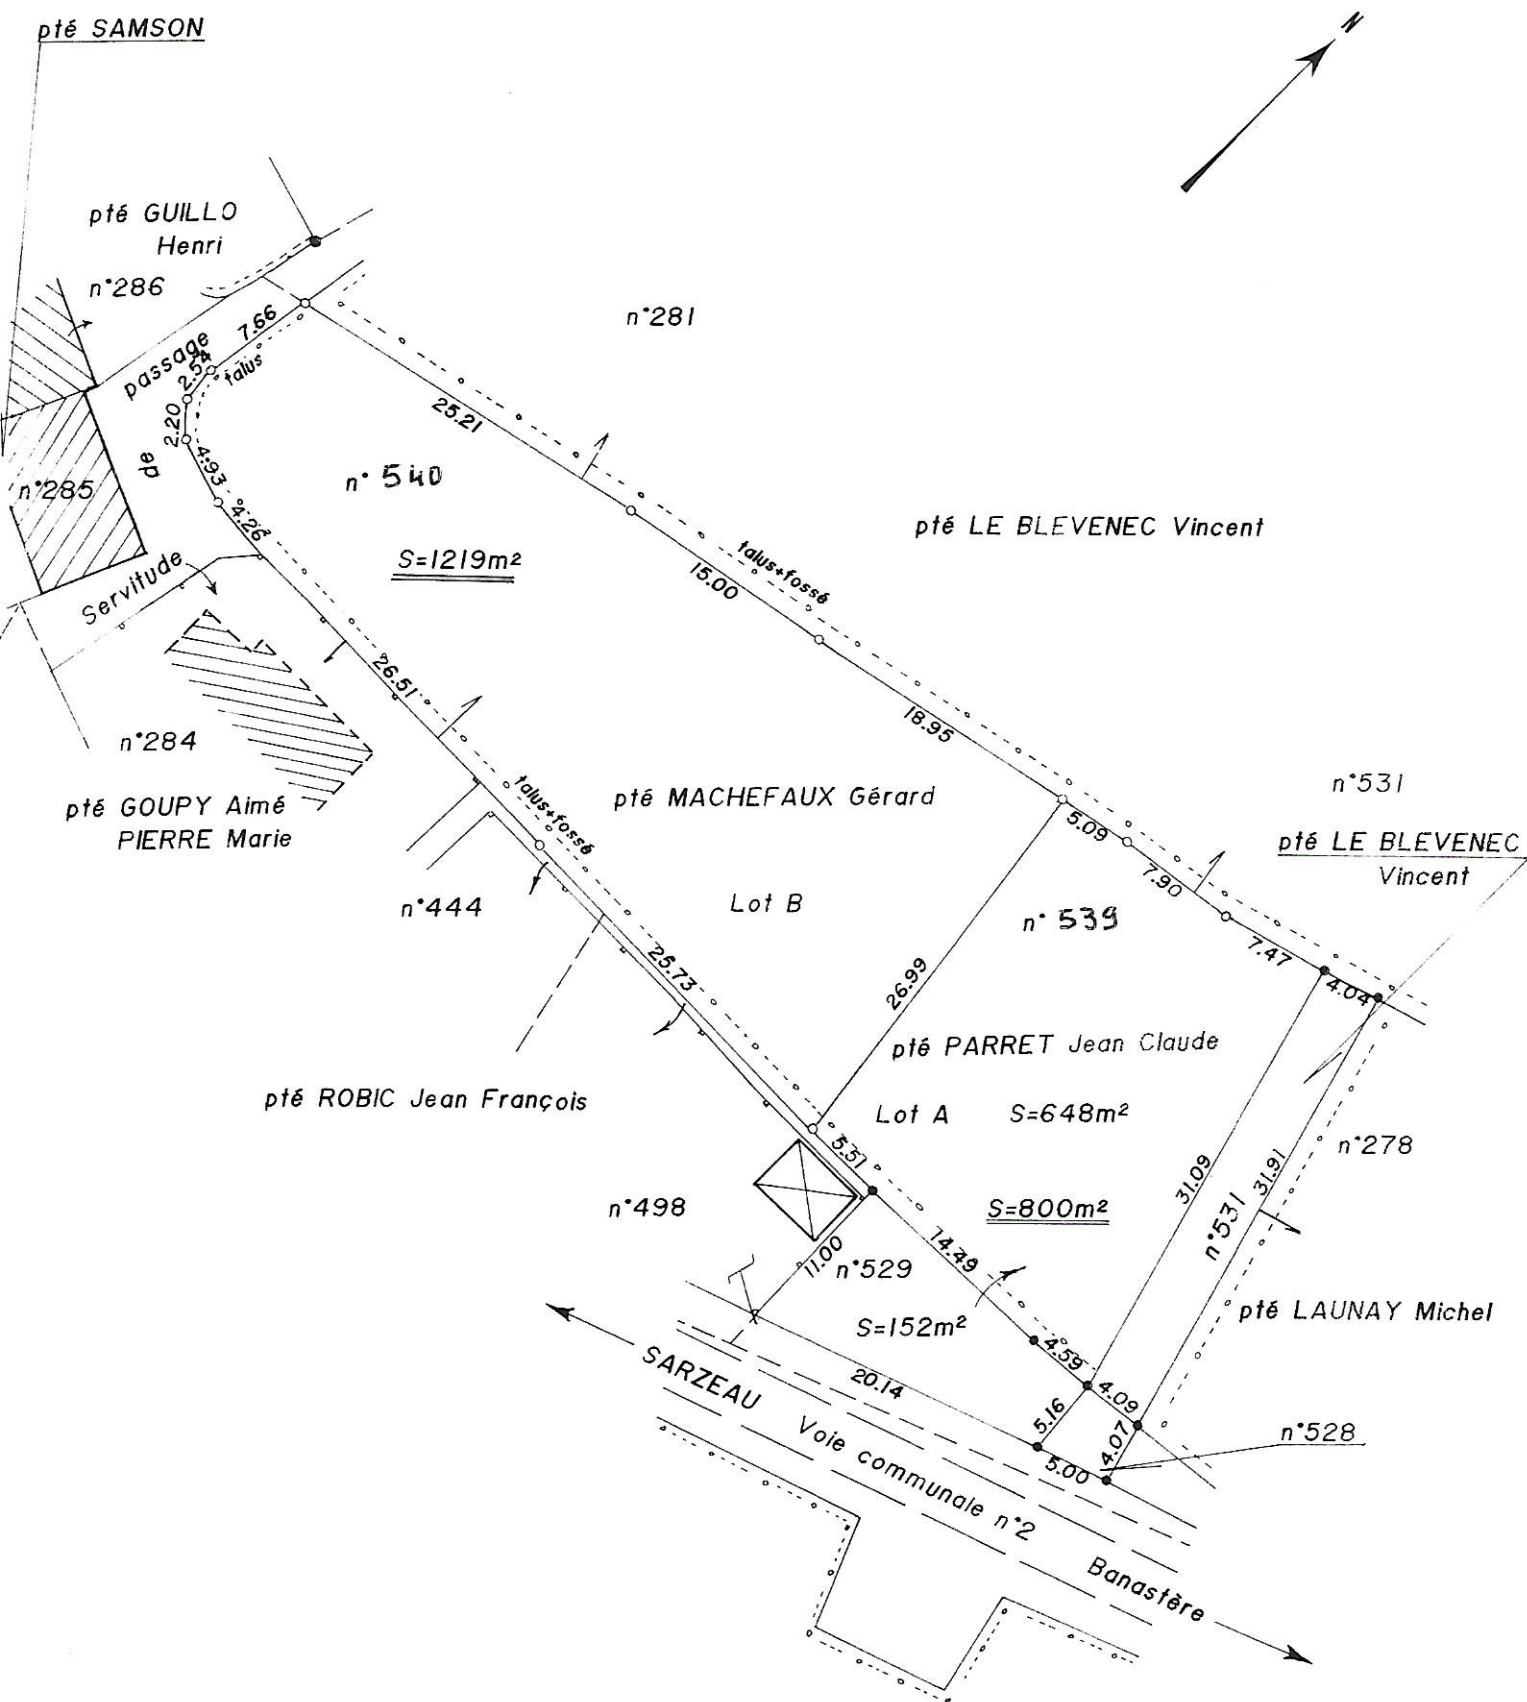 pté SAMSON
N
pté GUILLO
Henri
n°286
n°281
7.66
passage
2.54
talus
2.20
25.21
de
4.93
n° 540
n°285
4.26
pté LE BLEVENEC Vincent
talus+fossé
S=1219m²
15.00
Servitude
26.51
18.95
n°284
n°531
pté GOUPY Aimé
PIERRE Marie
talus+fossé
pté MACHEFAUX Gérard
5.09
pté LE BLEVENEC
Vincent
7.90
n°444
Lot B
n° 539
7.47
25.73
26.99
4.04
pté PARRET Jean Claude
pté ROBIC Jean François
Lot A S=648m²
5.51
n°278
31.09
31.91
n°498
S=800m²
n°531
14.49
11.00
n°529
pté LAUNAY Michel
S=152m²
4.59
20.14
4.09
5.16
4.07
n°528
5.00
SARZEAU Voie communale n°2 Banastère